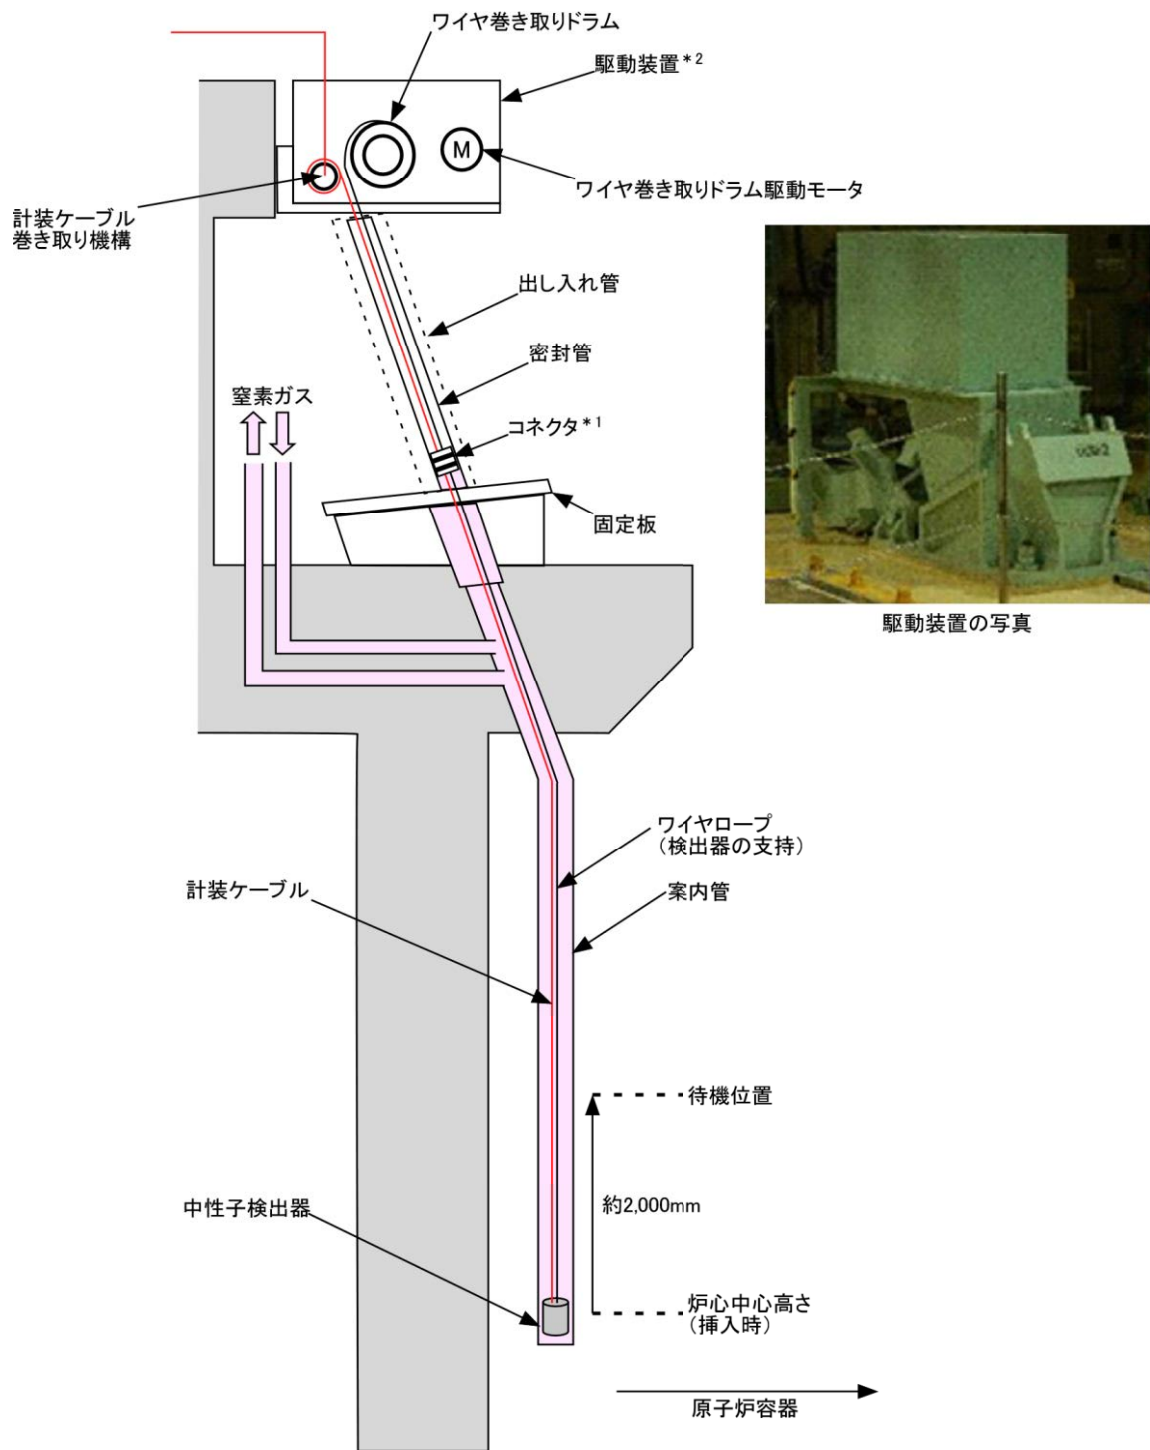 ワイヤ巻き取りドラム
駆動装置*2
M
ワイヤ巻き取りドラム駆動モータ
計装ケーブル
巻き取り機構
出し入れ管
密封管
窒素ガス
コネクタ*1
固定板
駆動装置の写真
ワイヤロープ
(検出器の支持)
計装ケーブル
案内管
待機位置
約2,000mm
中性子検出器
炉心中心高さ
(挿入時)
原子炉容器